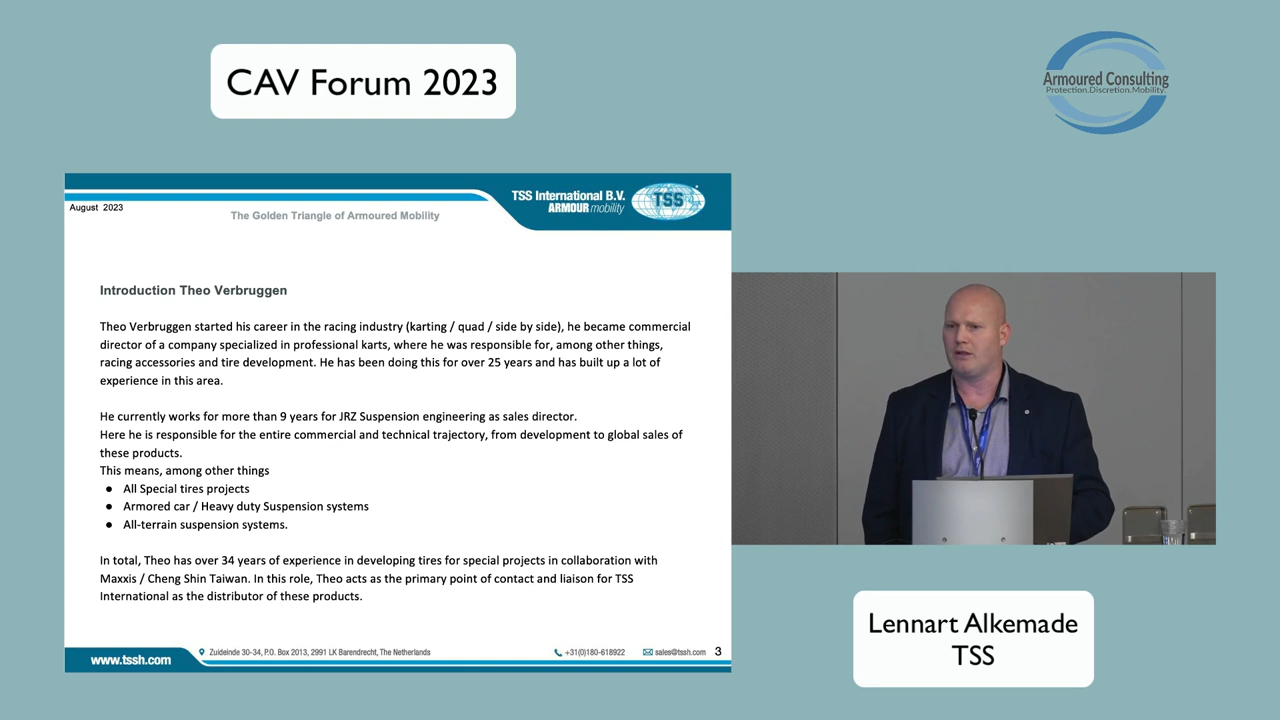 CAV Forum 2023
Armoured Consulting
Protection.Discretion.Mobility.
August 2023
The Golden Triangle of Armoured Mobility
TSS International B.V.
ARMOUR mobility
TSS
Introduction Theo Verbruggen
Theo Verbruggen started his career in the racing industry (karting / quad / side by side), he became commercial
director of a company specialized in professional karts, where he was responsible for, among other things,
racing accessories and tire development. He has been doing this for over 25 years and has built up a lot of
experience in this area.
He currently works for more than 9 years for JRZ Suspension engineering as sales director.
Here he is responsible for the entire commercial and technical trajectory, from development to global sales of
these products.
This means, among other things
● All Special tires projects
● Armored car / Heavy duty Suspension systems
● All-terrain suspension systems.
In total, Theo has over 34 years of experience in developing tires for special projects in collaboration with
Maxxis / Cheng Shin Taiwan. In this role, Theo acts as the primary point of contact and liaison for TSS
International as the distributor of these products.
www.tssh.com
Zuideinde 30-34, P.O. Box 2013, 2991 LK Barendrecht, The Netherlands
+31(0)180-618922
sales@tssh.com
3
Lennart Alkemade
TSS